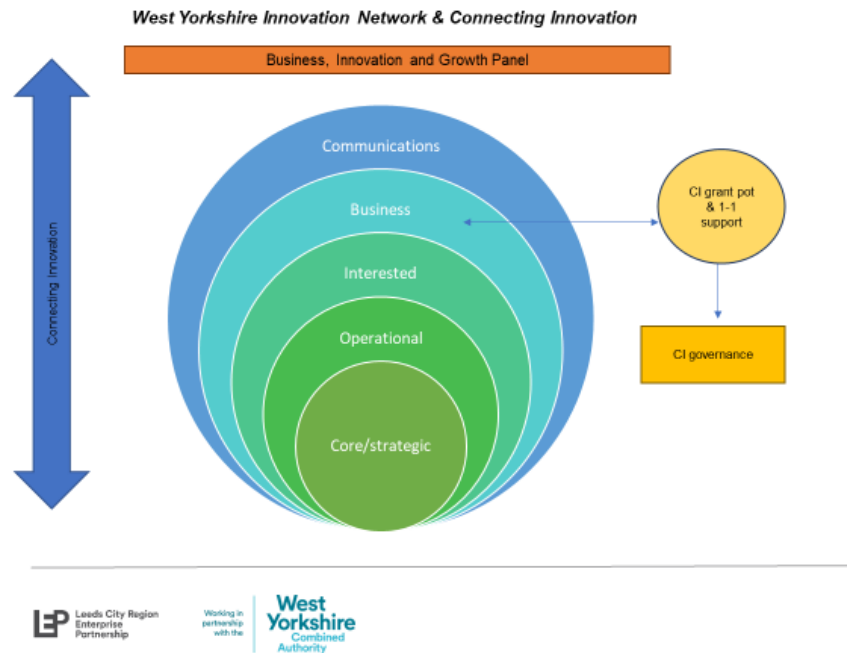 West Yorkshire Innovation Network & Connecting Innovation
Business, Innovation and Growth Panel
Connecting Innovation
Communications
Business
Interested
Operational
Core/strategic
CI grant pot
& 1-1
support
CI governance
LEP
Leeds City Region
Enterprise
Partnership
Working in
partnership
with the
West
Yorkshire
Combined
Authority